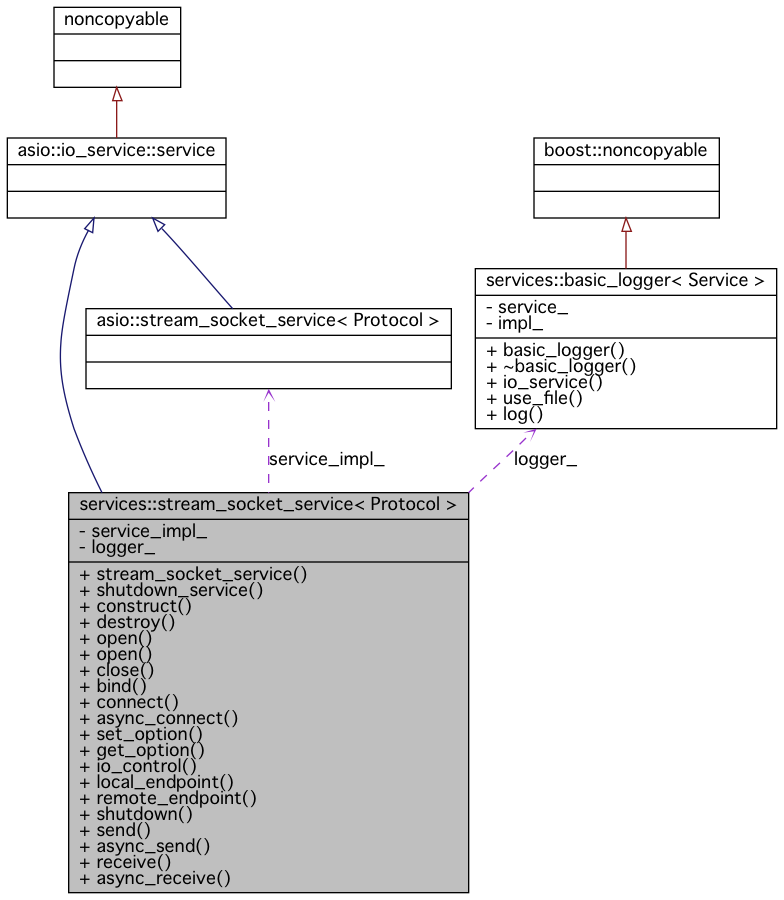 noncopyable
asio::io_service::service
boost::noncopyable
services::basic_logger< Service >
- service_
- impl_
+ basic_logger()
+ ~basic_logger()
+ io_service()
+ use_file()
+ log()
asio::stream_socket_service< Protocol >
service_impl_
logger_
services::stream_socket_service< Protocol >
- service_impl_
- logger_
+ stream_socket_service()
+ shutdown_service()
+ construct()
+ destroy()
+ open()
+ open()
+ close()
+ bind()
+ connect()
+ async_connect()
+ set_option()
+ get_option()
+ io_control()
+ local_endpoint()
+ remote_endpoint()
+ shutdown()
+ send()
+ async_send()
+ receive()
+ async_receive()